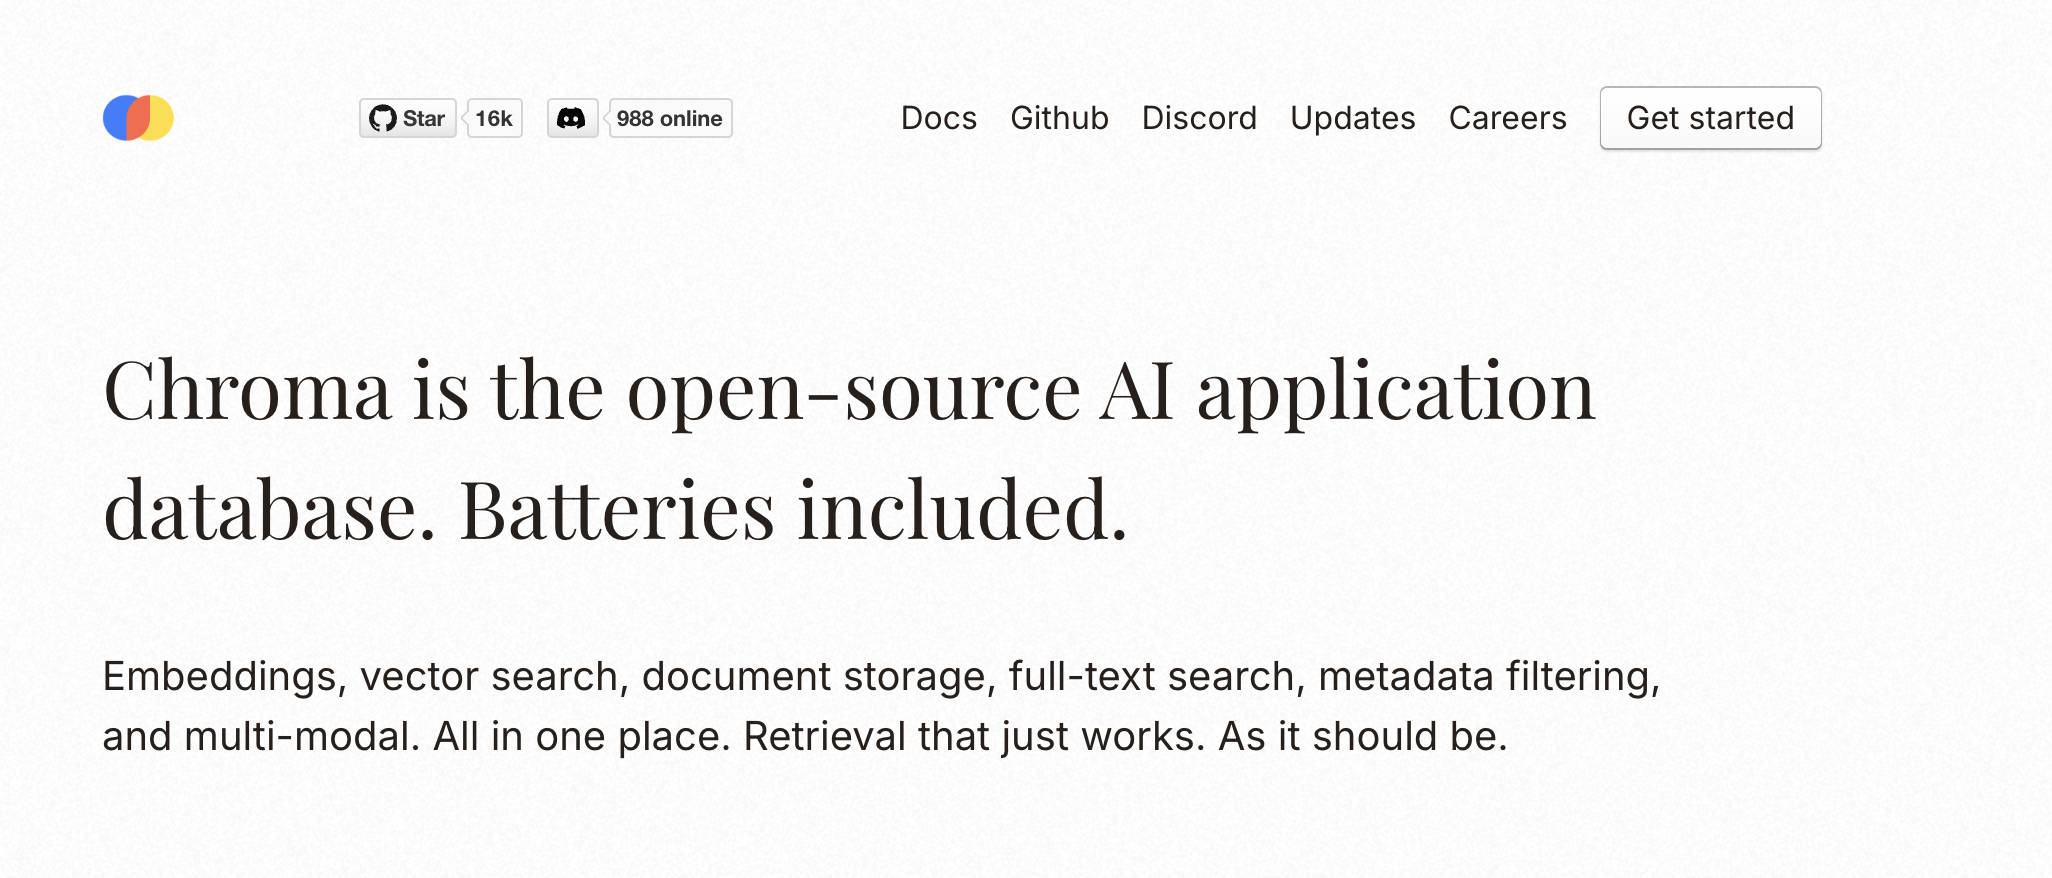 Star 16k 988 online Docs Github Discord Updates Careers Get started
Chroma is the open-source AI application
database. Batteries included.
Embeddings, vector search, document storage, full-text search, metadata filtering,
and multi-modal. All in one place. Retrieval that just works. As it should be.